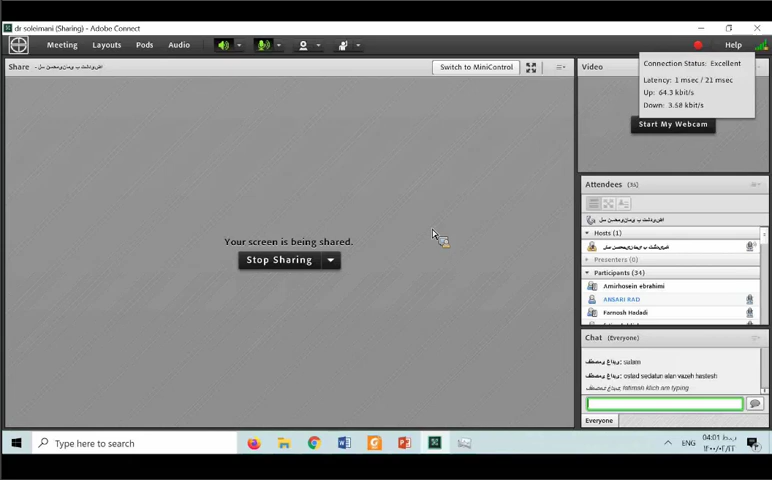 dr soleimani (Sharing) - Adobe Connect
Meeting Layouts Pods Audio
Help
Share
Switch to MiniControl
Video
Connection Status: Excellent
Latency: 1 msec / 21 msec
Up: 64.3 kbit/s
Down: 3.58 kbit/s
Start My Webcam
Your screen is being shared.
Stop Sharing
Attendees (35)
Hosts (1)
Presenters (0)
Participants (34)
Amirhosein ebrahimi
ANSARI RAD
Farnosh Hadadi
Chat (Everyone)
salam
ostad sedatun alan vazeh hastesh
are typing
Everyone
Type here to search
ENG
04:01